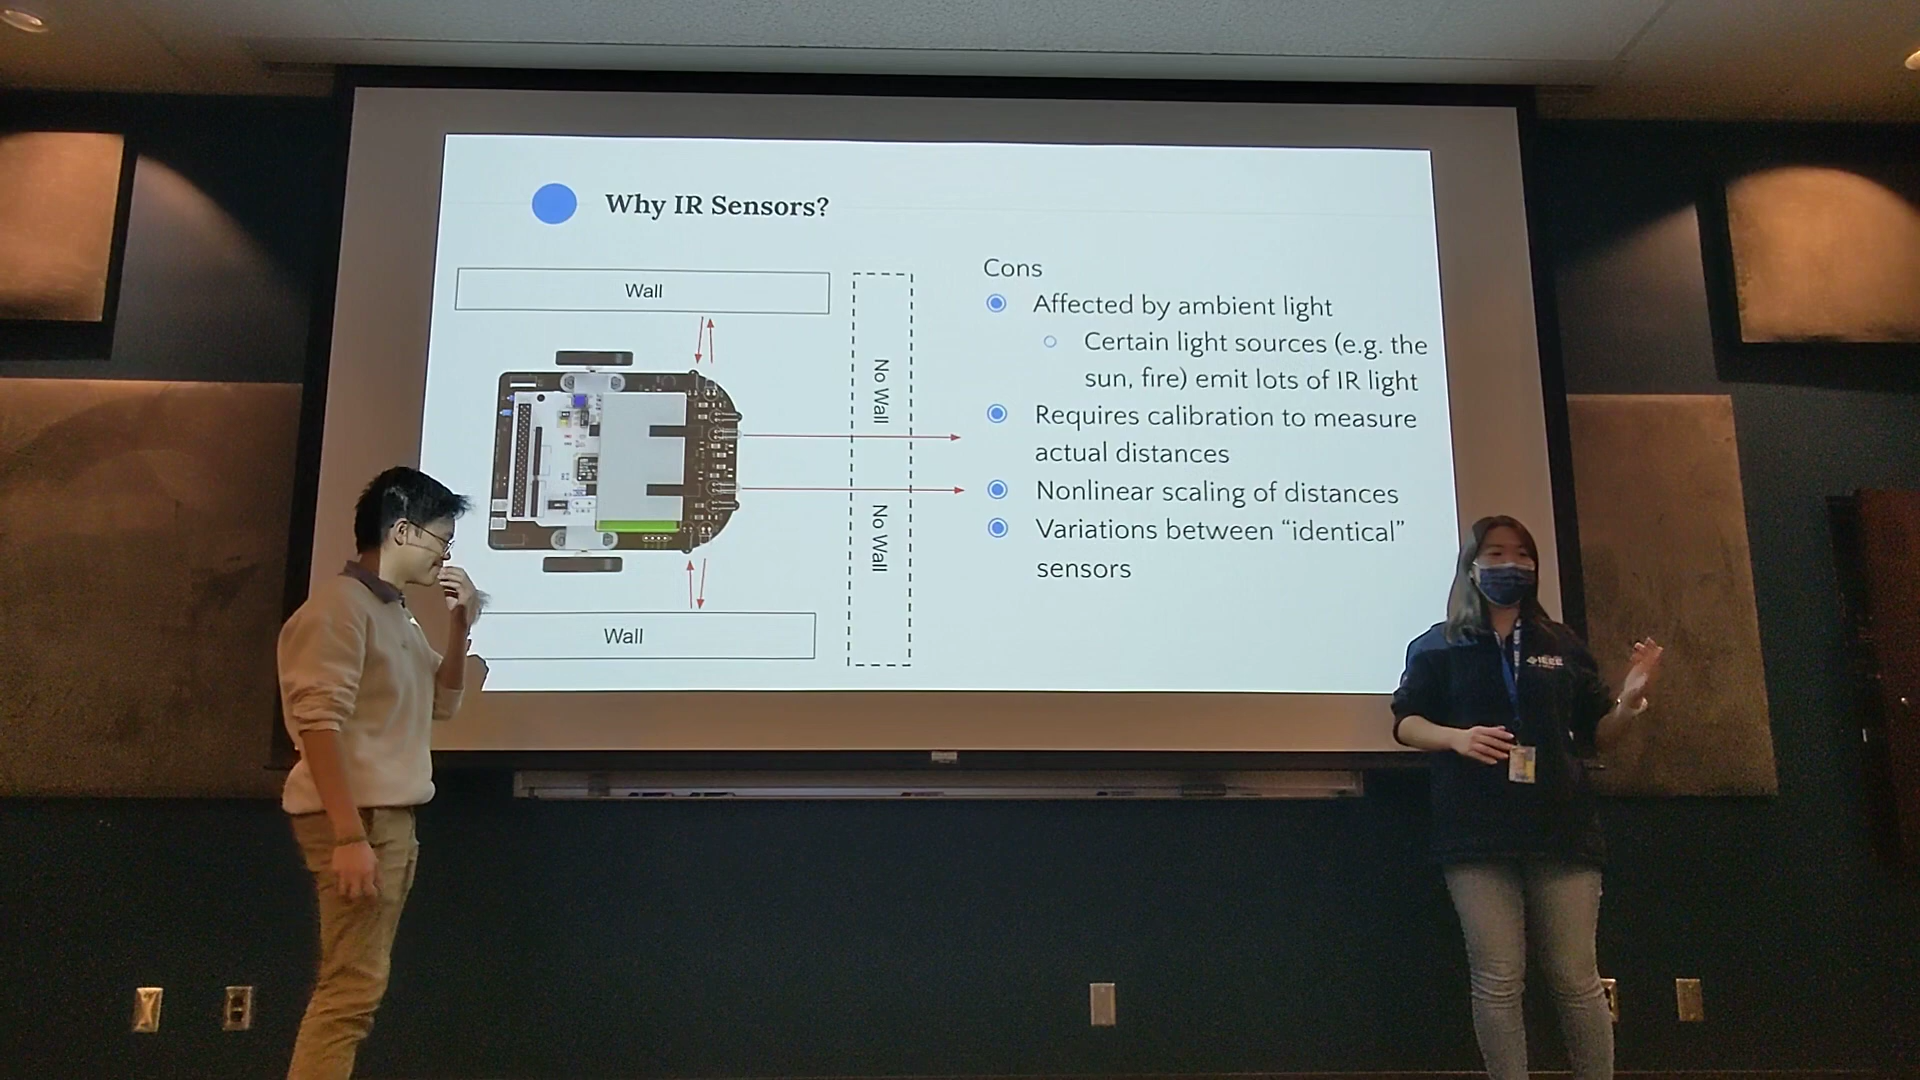 Why IR Sensors?
Wall
No Wall
No Wall
Wall
Cons
Affected by ambient light
Certain light sources (e.g. the
sun, fire) emit lots of IR light
Requires calibration to measure
actual distances
Nonlinear scaling of distances
Variations between “identical”
sensors
IEEE